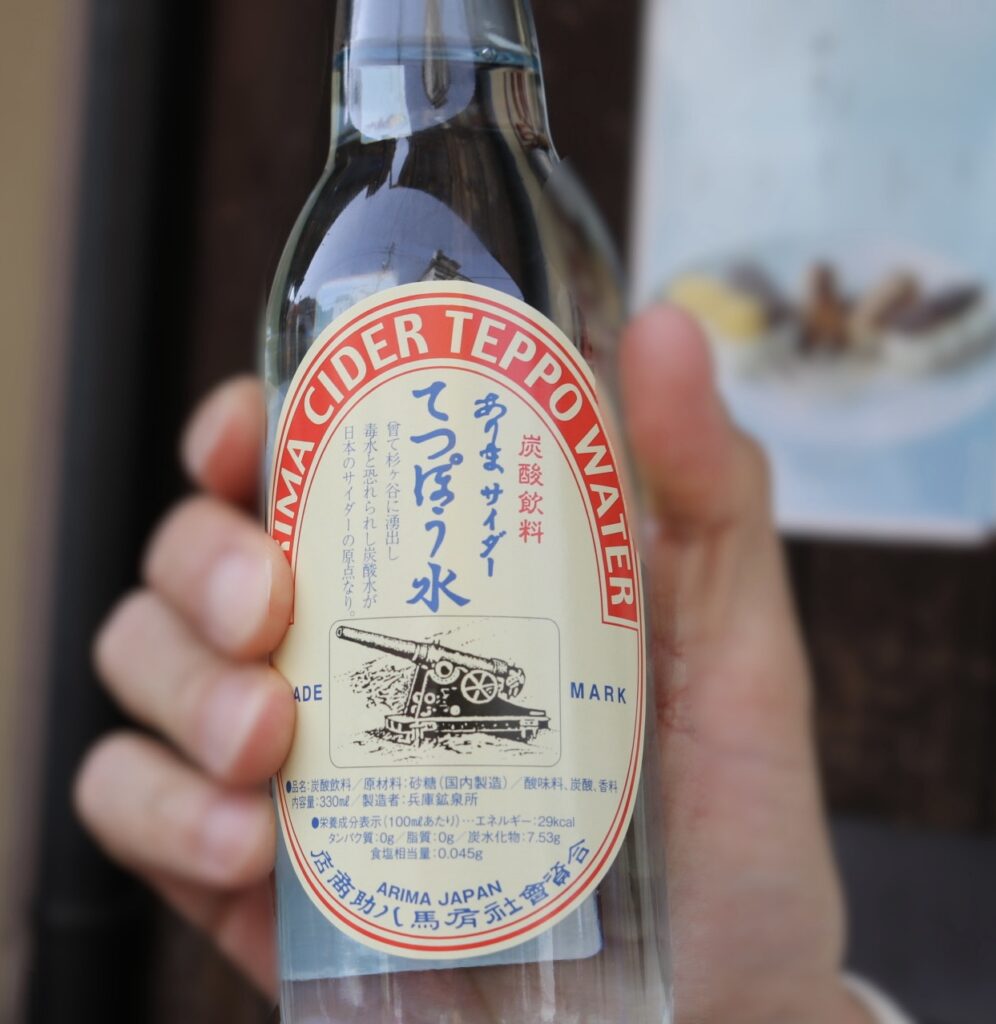 ARIMA CIDER TEPPO WATER
炭酸飲料
ありまサイダー
てっぽう水
曾て杉ヶ谷に湧出し
毒水と恐れられし炭酸水が
日本のサイダーの原点なり。
ADE MARK
●品名:炭酸飲料/原材料:砂糖(国内製造)/酸味料、炭酸、香料
内容量:330mℓ/製造者:兵庫鉱泉所
●栄養成分表示(100mℓあたり)…エネルギー:29kcal
タンパク質:0g/脂質:0g/炭水化物:7.53g
食塩相当量:0.045g
ARIMA JAPAN
合資會社有馬八助商店